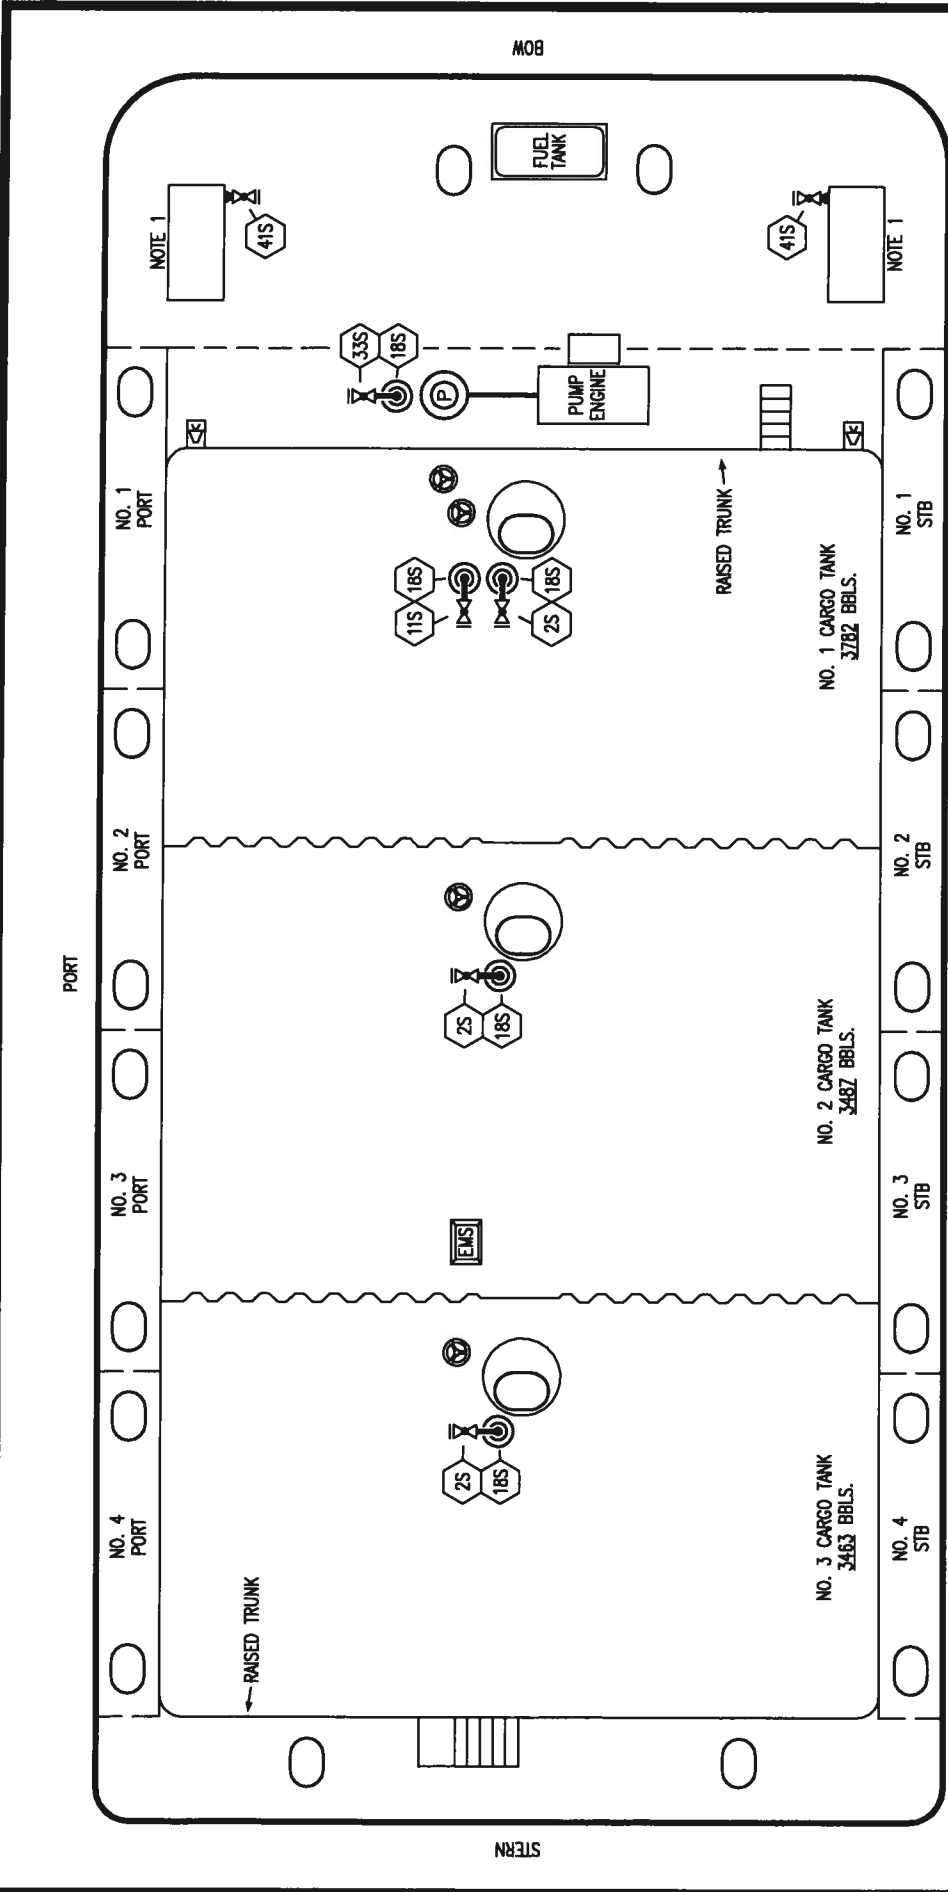 BOW
FUEL
TANK
NOTE 1
41S
41S
NOTE 1
33S
18S
P
PUMP
ENGINE
NO. 1
PORT
RAISED TRUNK
NO. 1
STB
18S
11S
18S
2S
NO. 1 CARGO TANK
3782 BBLS.
NO. 2
PORT
NO. 2
STB
PORT
2S
18S
NO. 2 CARGO TANK
3487 BBLS.
NO. 3
PORT
EMS
NO. 3
STB
2S
18S
NO. 3 CARGO TANK
3463 BBLS.
NO. 4
PORT
NO. 4
STB
RAISED TRUNK
STERN